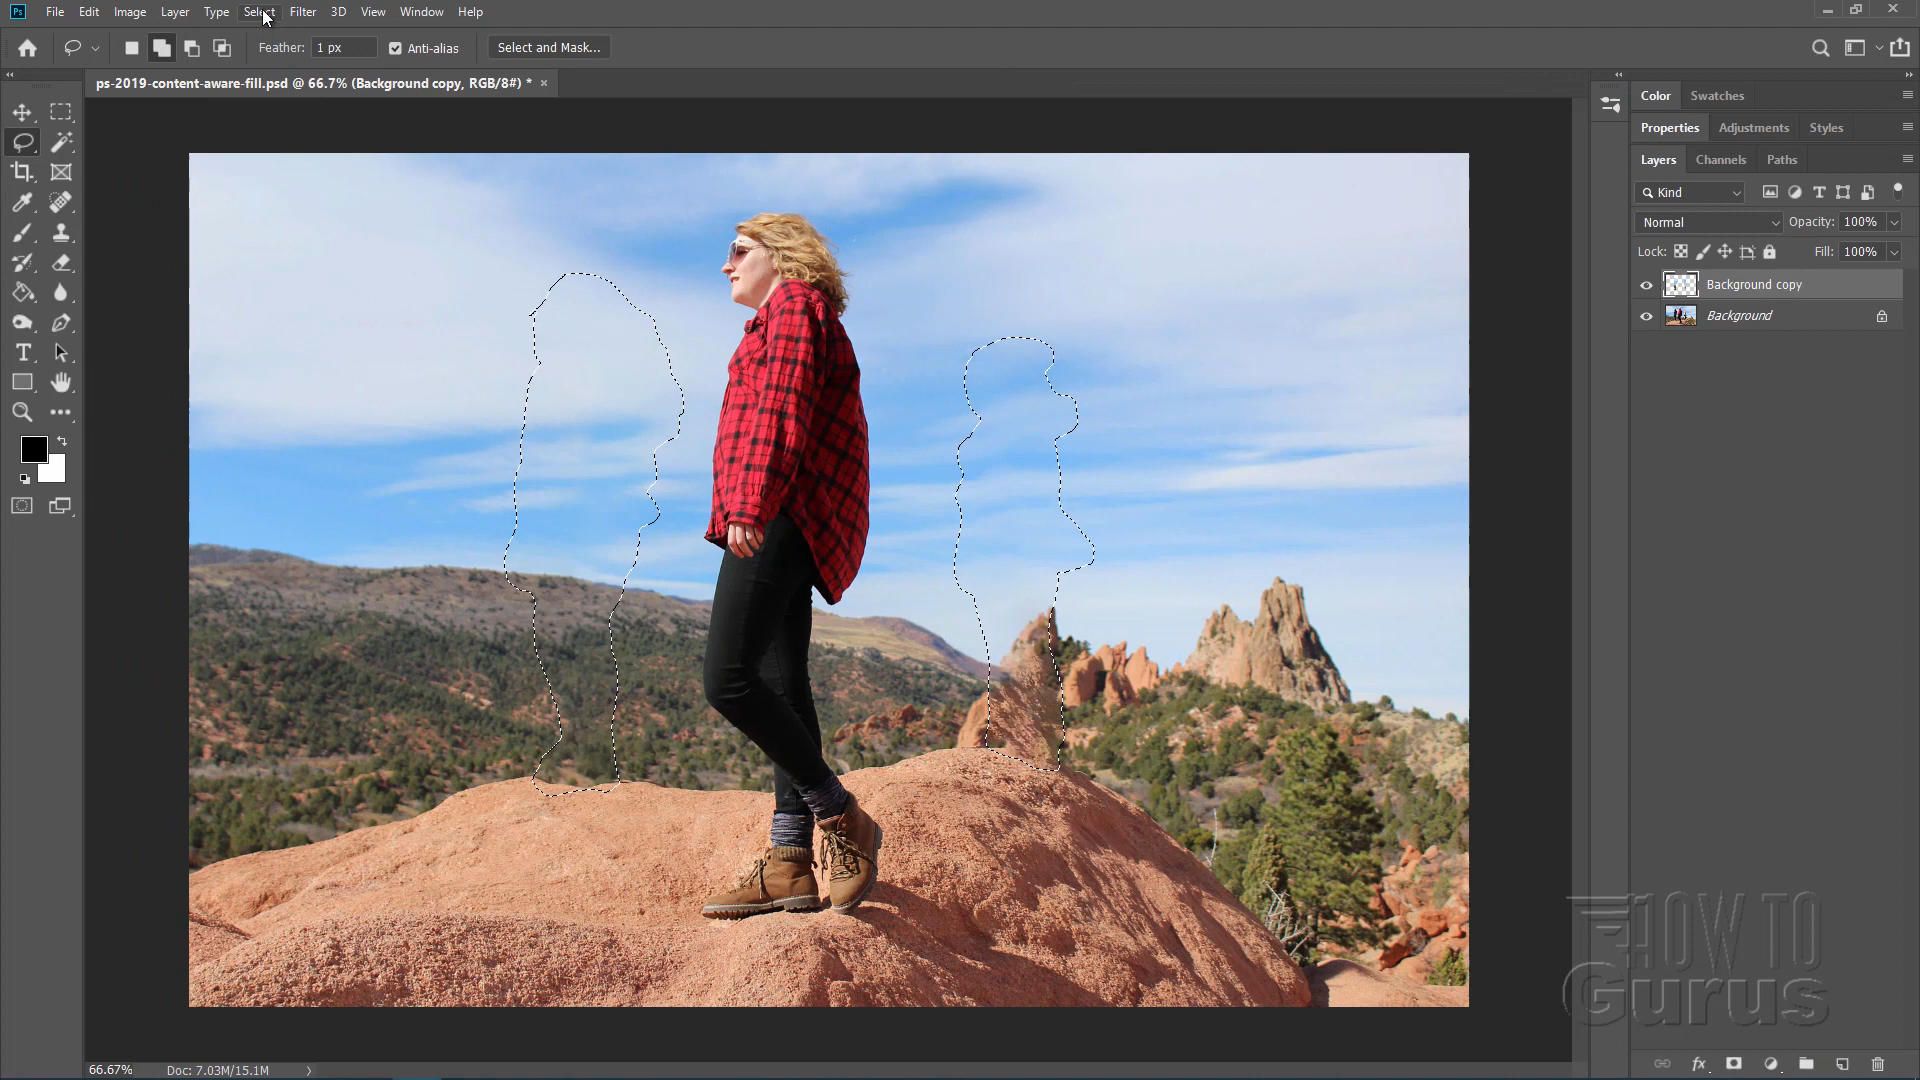 Ps File Edit Image Layer Type Select Filter 3D View Window Help
Feather: 1 px Anti-alias Select and Mask...
ps-2019-content-aware-fill.psd @ 66.7% (Background copy, RGB/8#) * ×
Color Swatches
Properties Adjustments Styles
Layers Channels Paths
Kind
Normal Opacity: 100%
Lock: Fill: 100%
Background copy
Background
HOW TO
Gurus
66.67% Doc: 7.03M/15.1M